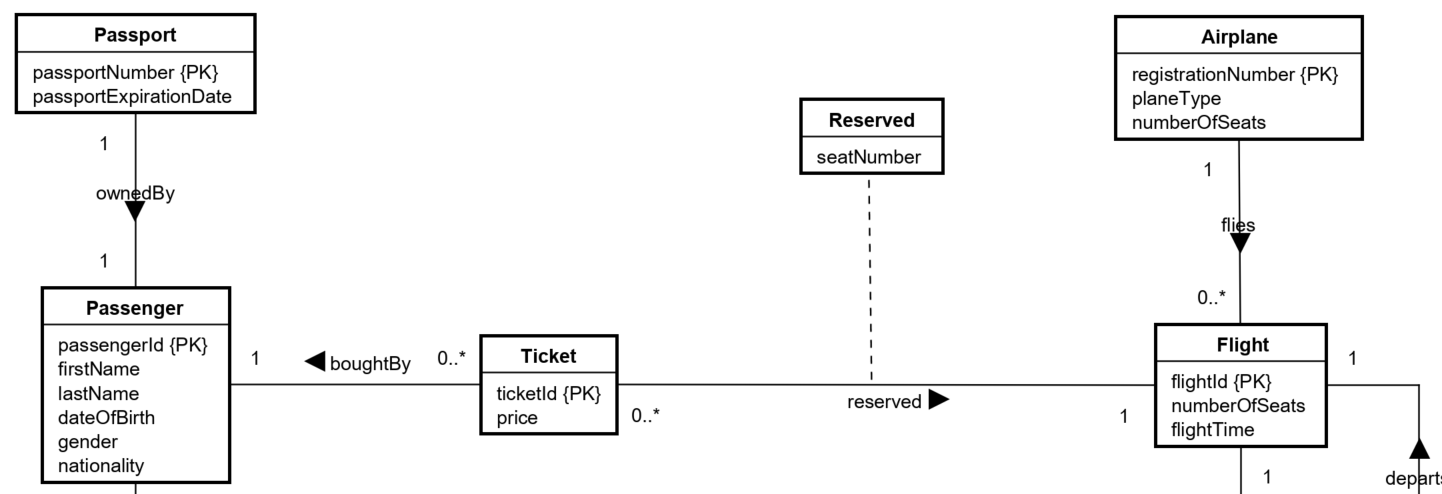 Passport
passportNumber {PK}
passportExpirationDate
1
ownedBy
1
Airplane
registrationNumber {PK}
planeType
numberOfSeats
1
flies
0..*
Reserved
seatNumber
Passenger
passengerId {PK}
firstName
lastName
dateOfBirth
gender
nationality
1
boughtBy
0..*
Ticket
ticketId {PK}
price
0..*
reserved
1
Flight
flightId {PK}
numberOfSeats
flightTime
1
1
departs